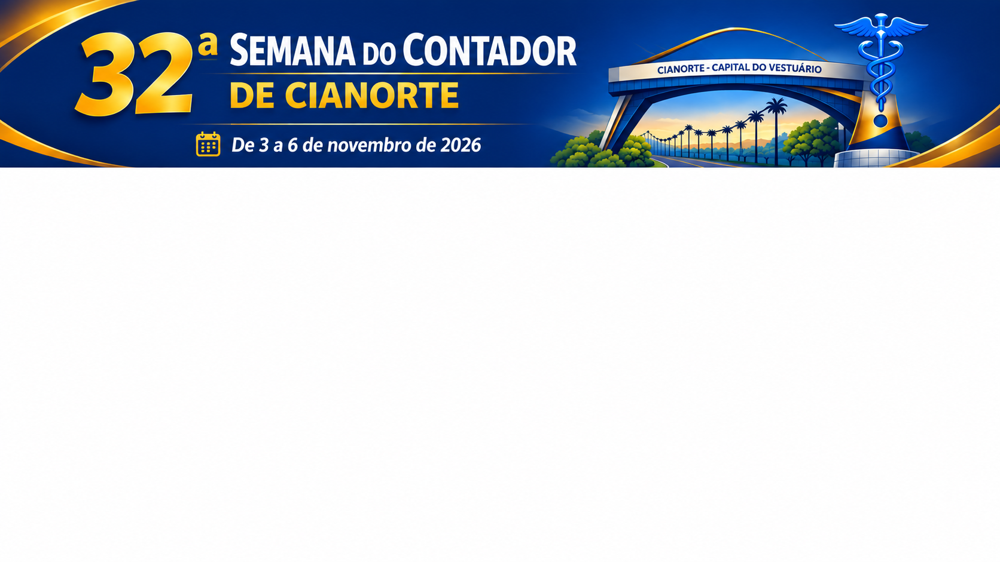 32ª SEMANA DO CONTADOR
DE CIANORTE
De 3 a 6 de novembro de 2026
CIANORTE - CAPITAL DO VESTUÁRIO